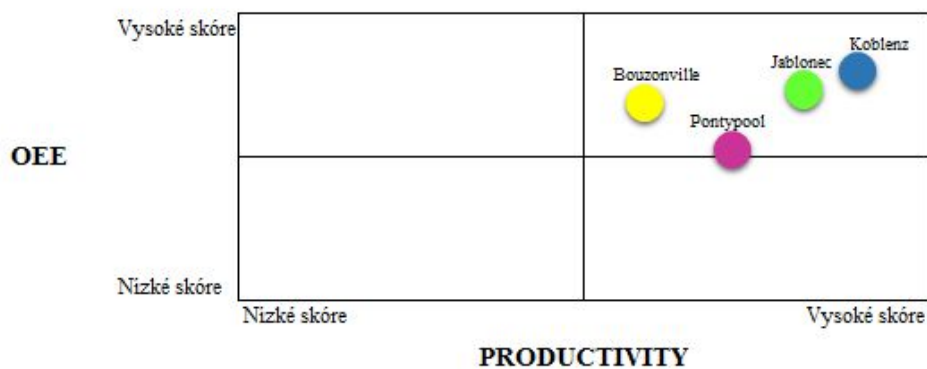 Vysoké skóre
Koblenz
Jablonec
Bouzonville
Pontypool
OEE
Nízké skóre
Nízké skóre
Vysoké skóre
PRODUCTIVITY